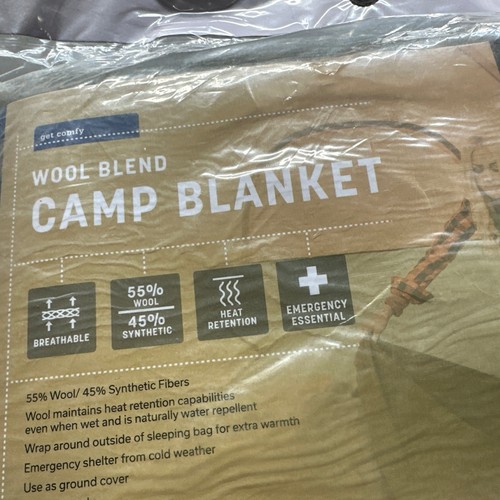 get comfy
WOOL BLEND
CAMP BLANKET
BREATHABLE
55%
WOOL
45%
SYNTHETIC
HEAT
RETENTION
EMERGENCY
ESSENTIAL
55% Wool/ 45% Synthetic Fibers
Wool maintains heat retention capabilities
even when wet and is naturally water repellent
Wrap around outside of sleeping bag for extra warmth
Emergency shelter from cold weather
Use as ground cover